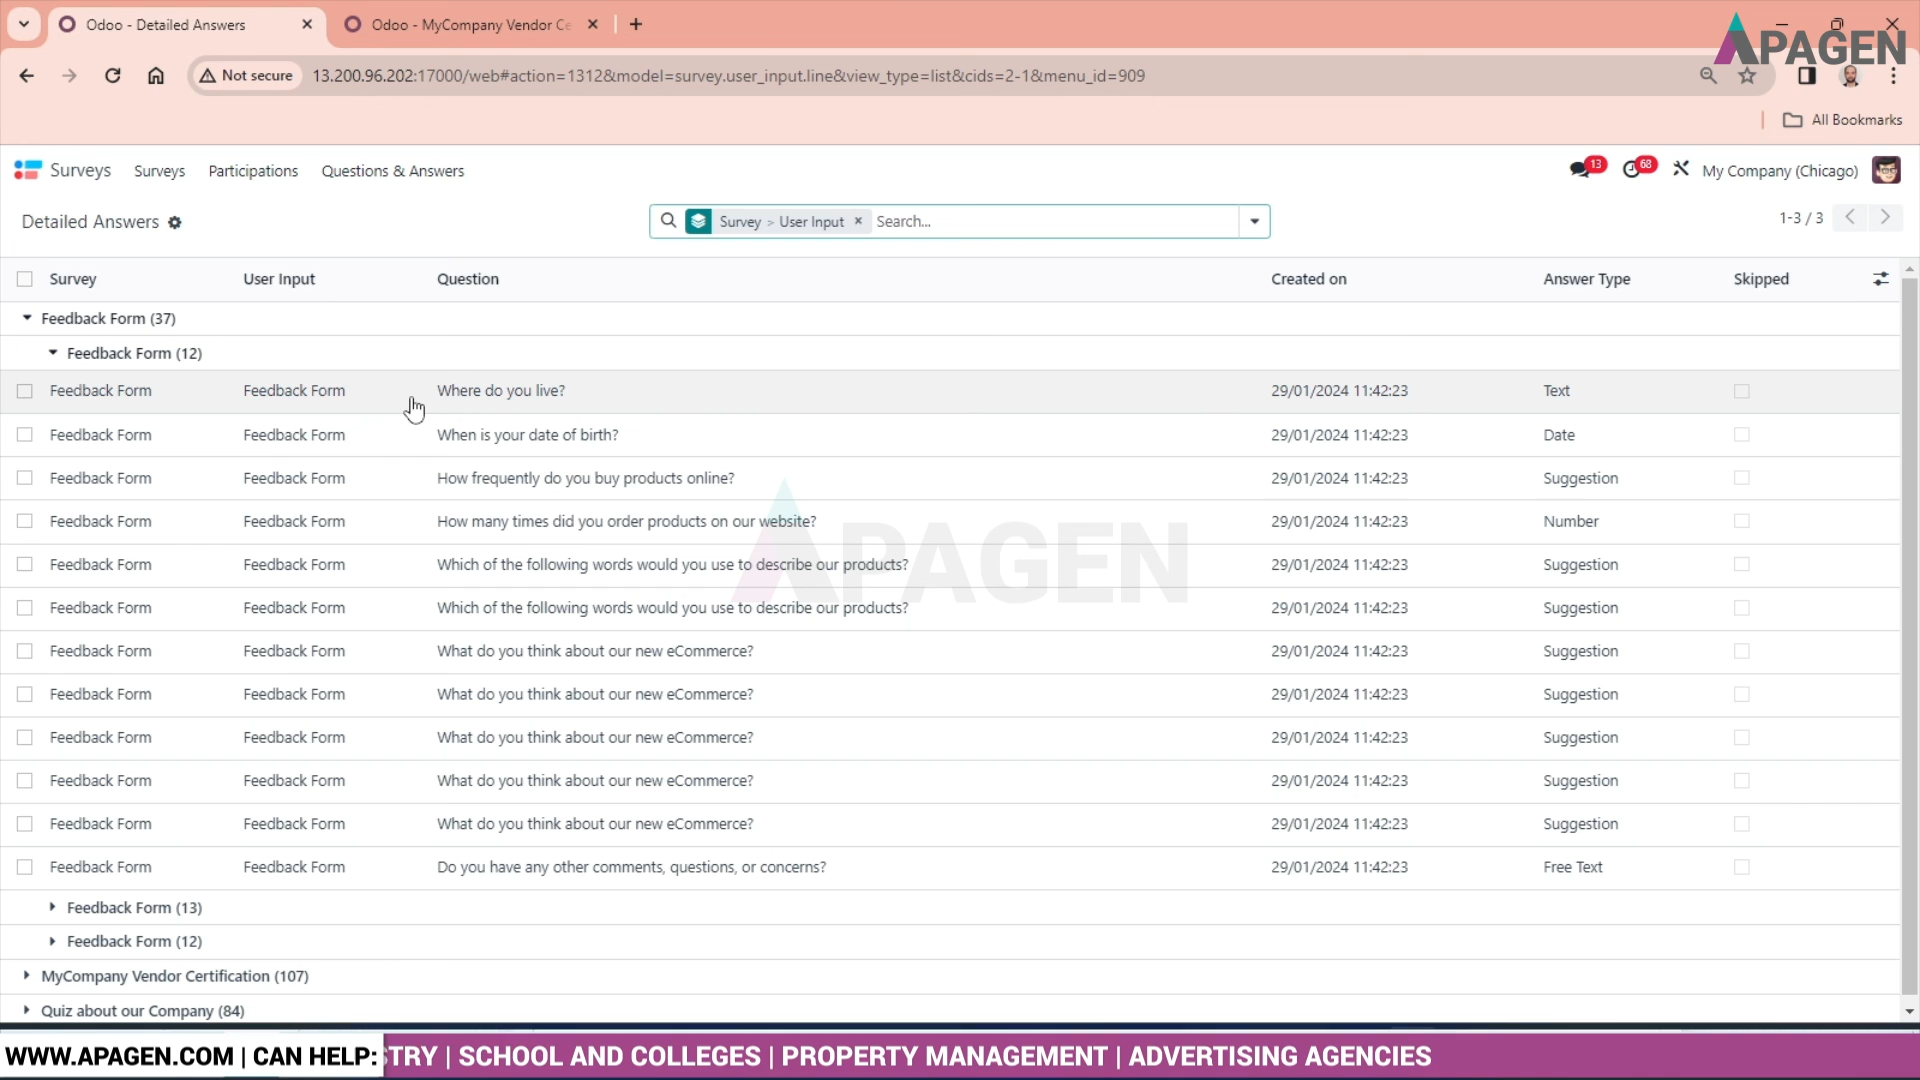 Odoo - Detailed Answers
Odoo - MyCompany Vendor Ce
APAGEN
Not secure
13.200.96.202:17000/web#action=1312&model=survey.user_input.line&view_type=list&cids=2-1&menu_id=909
All Bookmarks
Surveys Surveys Participations Questions & Answers 13 68 My Company (Chicago)
Detailed Answers Survey > User Input Search... 1-3 / 3
Survey User Input Question Created on Answer Type Skipped
Feedback Form (37)
Feedback Form (12)
Feedback Form Feedback Form Where do you live? 29/01/2024 11:42:23 Text
Feedback Form Feedback Form When is your date of birth? 29/01/2024 11:42:23 Date
Feedback Form Feedback Form How frequently do you buy products online? 29/01/2024 11:42:23 Suggestion
Feedback Form Feedback Form How many times did you order products on our website? 29/01/2024 11:42:23 Number
Feedback Form Feedback Form Which of the following words would you use to describe our products? 29/01/2024 11:42:23 Suggestion
APAGEN
Feedback Form Feedback Form Which of the following words would you use to describe our products? 29/01/2024 11:42:23 Suggestion
Feedback Form Feedback Form What do you think about our new eCommerce? 29/01/2024 11:42:23 Suggestion
Feedback Form Feedback Form What do you think about our new eCommerce? 29/01/2024 11:42:23 Suggestion
Feedback Form Feedback Form What do you think about our new eCommerce? 29/01/2024 11:42:23 Suggestion
Feedback Form Feedback Form What do you think about our new eCommerce? 29/01/2024 11:42:23 Suggestion
Feedback Form Feedback Form What do you think about our new eCommerce? 29/01/2024 11:42:23 Suggestion
Feedback Form Feedback Form Do you have any other comments, questions, or concerns? 29/01/2024 11:42:23 Free Text
Feedback Form (13)
Feedback Form (12)
MyCompany Vendor Certification (107)
Quiz about our Company (84)
WWW.APAGEN.COM | CAN HELP: STRY | SCHOOL AND COLLEGES | PROPERTY MANAGEMENT | ADVERTISING AGENCIES